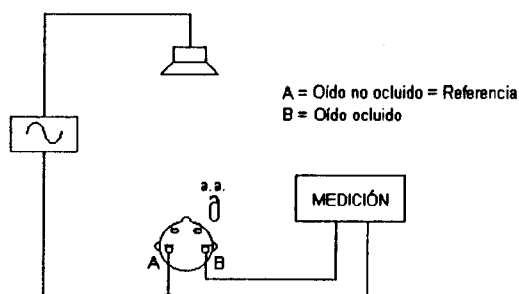 A = Oído no ocluido = Referencia
B = Oído ocluido
a.a.
MEDICIÓN
A
B